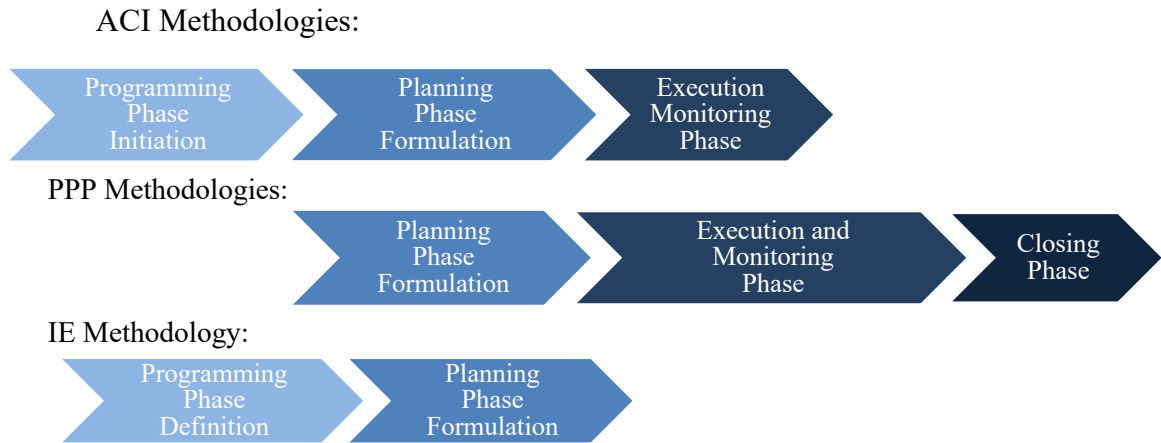 ACI Methodologies:
Programming
Phase
Initiation
Planning
Phase
Formulation
Execution
Monitoring
Phase
PPP Methodologies:
Planning
Phase
Formulation
Execution and
Monitoring
Phase
Closing
Phase
IE Methodology:
Programming
Phase
Definition
Planning
Phase
Formulation